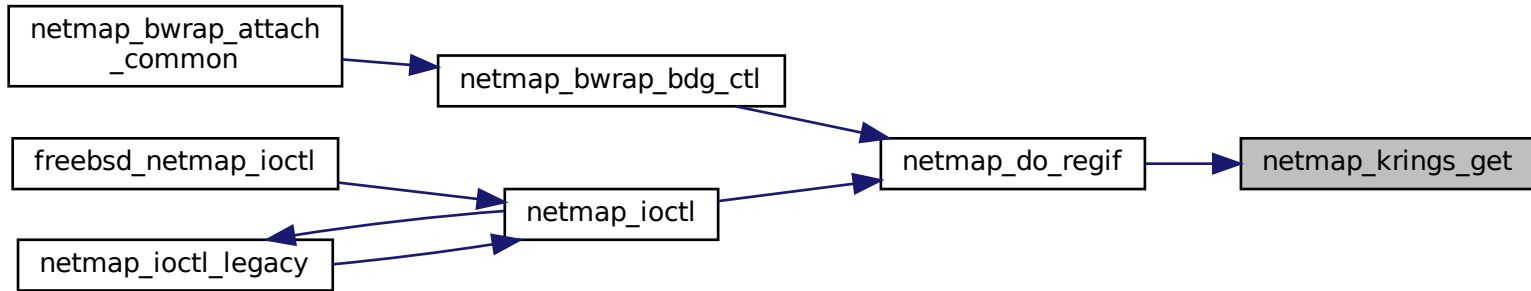 netmap_bwrap_attach
_common
netmap_bwrap_bdg_ctl
freebsd_netmap_ioctl
netmap_do_regif
netmap_krings_get
netmap_ioctl
netmap_ioctl_legacy